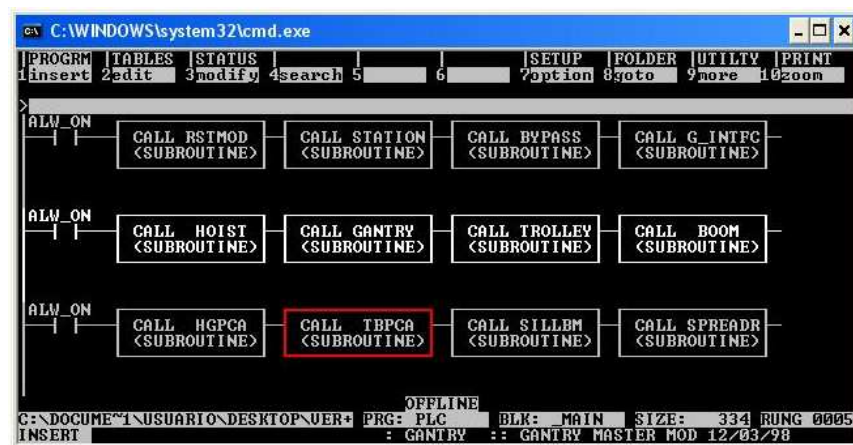 C:\WINDOWS\system32\cmd.exe
|PROGRM |TABLES |STATUS | | |SETUP |FOLDER |UTILTY |PRINT
1insert 2edit 3modify 4search 5 6 7option 8goto 9more 10zoom
>
ALW_ON
CALL RSTMOD CALL STATION CALL BYPASS CALL G_INTFC
<SUBROUTINE> <SUBROUTINE> <SUBROUTINE> <SUBROUTINE>
ALW_ON
CALL HOIST CALL GANTRY CALL TROLLEY CALL BOOM
<SUBROUTINE> <SUBROUTINE> <SUBROUTINE> <SUBROUTINE>
ALW_ON
CALL HGPCA CALL TBPCA CALL SILLBM CALL SPREADR
<SUBROUTINE> <SUBROUTINE> <SUBROUTINE> <SUBROUTINE>
OFFLINE
C:\DOCUME~1\USUARIO\DESKTOP\VER+ PRG: PLC BLK: _MAIN SIZE: 334 RUNG 0005
INSERT : GANTRY :: GANTRY MASTER MOD 12/03/98